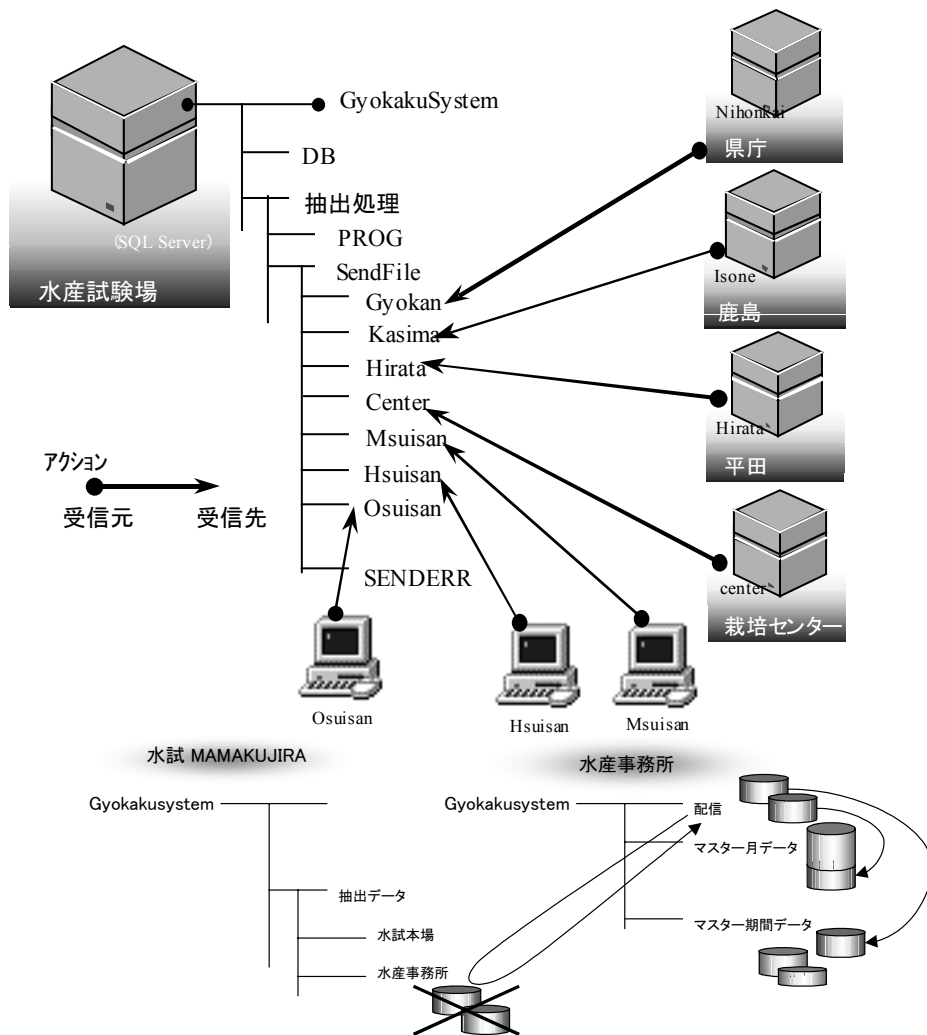 GyokakuSystem
DB
抽出処理
PROG
(SQL Server)
水産試験場
SendFile
Gyokan
Kasima
Hirata
Center
Msuisan
Hsuisan
Osuisan
SENDERR
Nihonkai
県庁
Isone
鹿島
Hirata
平田
center
栽培センター
アクション
受信元
受信先
Osuisan
Hsuisan
Msuisan
水試 MAMAKUJIRA
Gyokakusystem
抽出データ
水試本場
水産事務所
水産事務所
Gyokakusystem
配信
マスター月データ
マスター期間データ